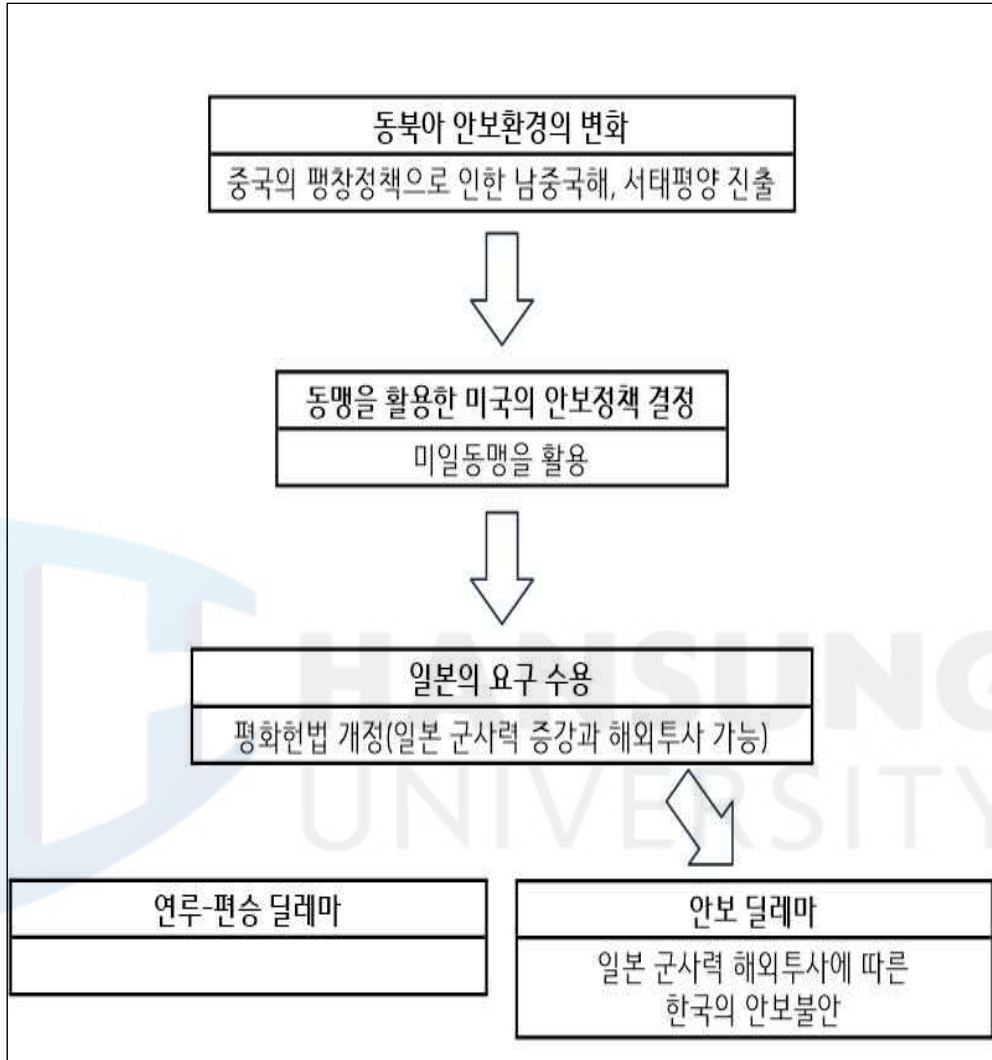 동북아 안보환경의 변화
중국의 팽창정책으로 인한 남중국해, 서태평양 진출
동맹을 활용한 미국의 안보정책 결정
미일동맹을 활용
일본의 요구 수용
평화헌법 개정(일본 군사력 증강과 해외투사 가능)
HANSUNG
UNIVERSITY
연루-편승 딜레마
안보 딜레마
일본 군사력 해외투사에 따른
한국의 안보불안